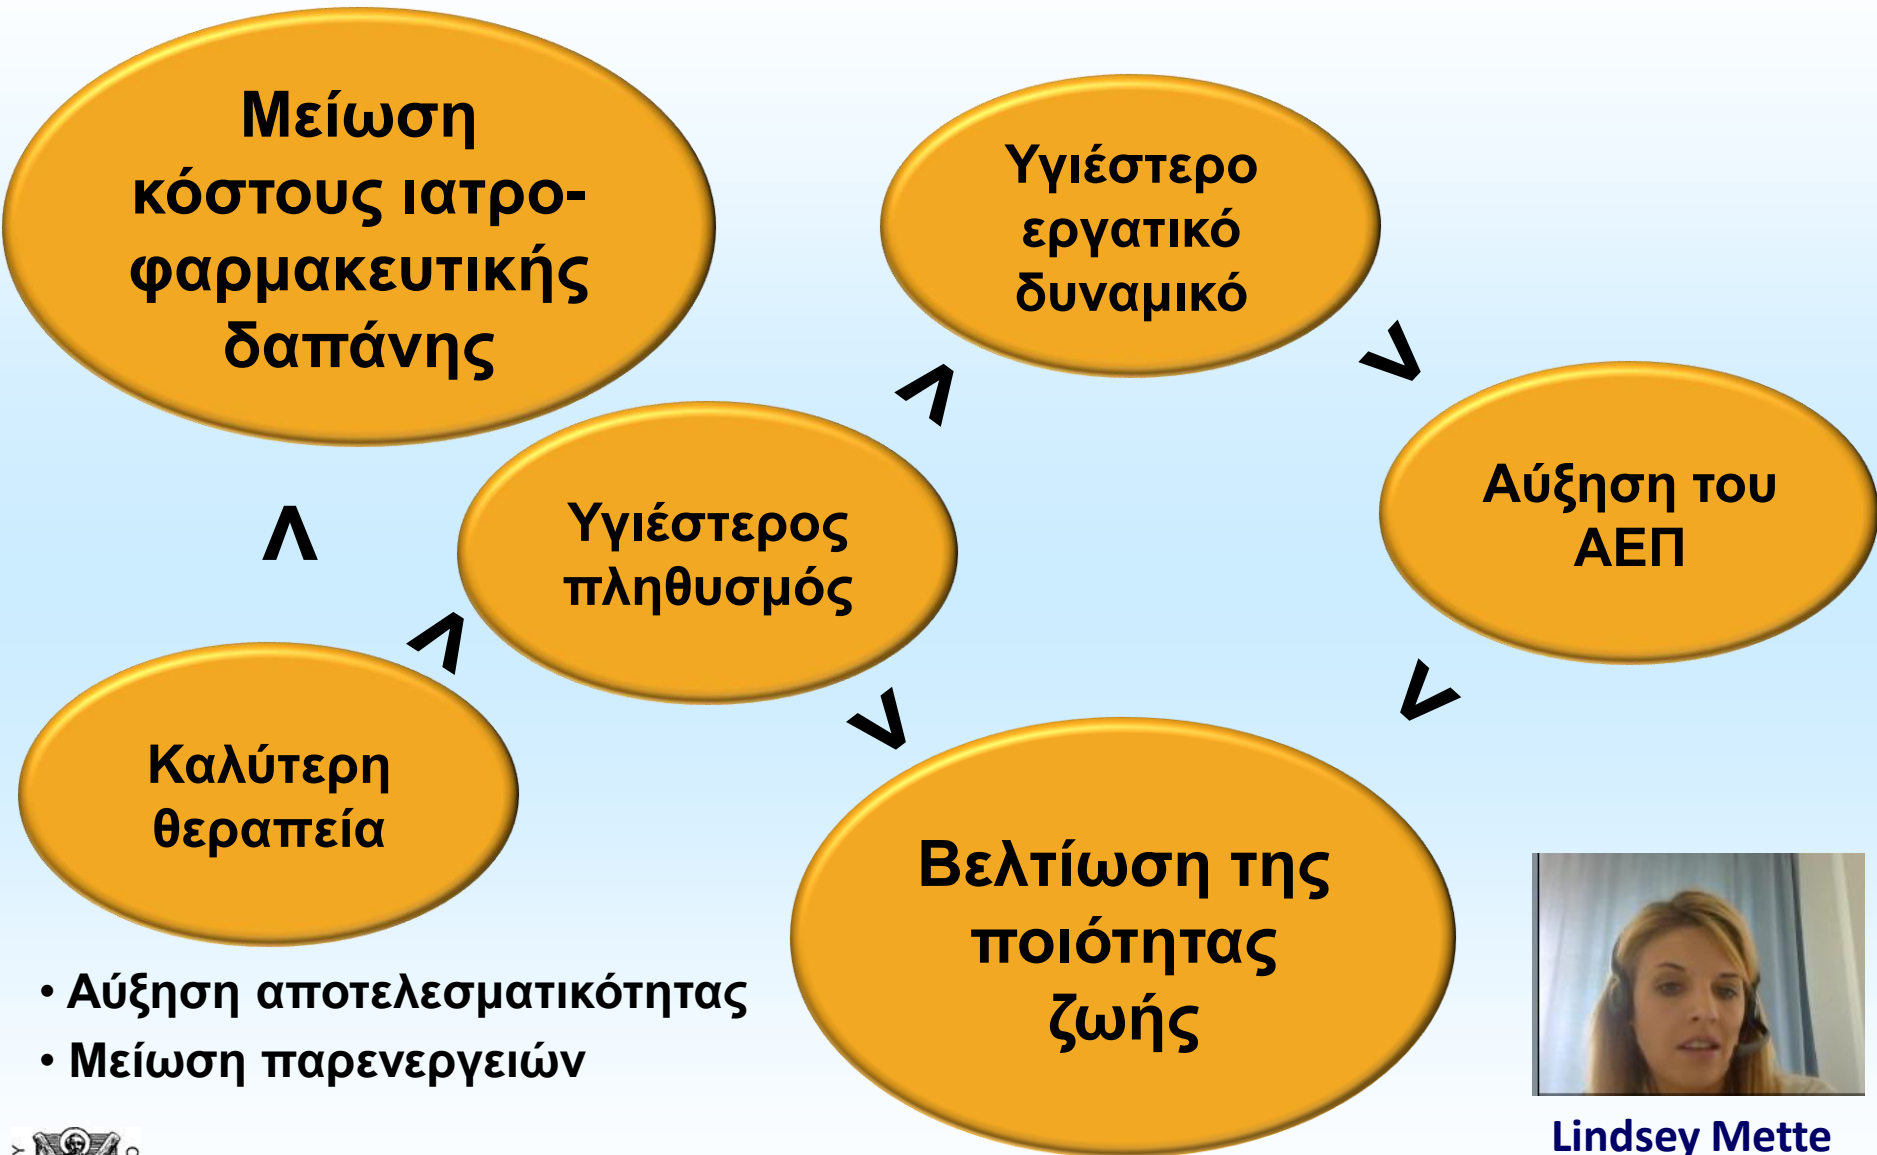 Μείωση
κόστους ιατρο-
φαρμακευτικής
δαπάνης
Υγιέστερο
εργατικό
δυναμικό
>
>
Αύξηση του
ΑΕΠ
Υγιέστερος
πληθυσμός
>
>
>
>
Καλύτερη
θεραπεία
Βελτίωση της
ποιότητας
ζωής
• Αύξηση αποτελεσματικότητας
• Μείωση παρενεργειών
Lindsey Mette